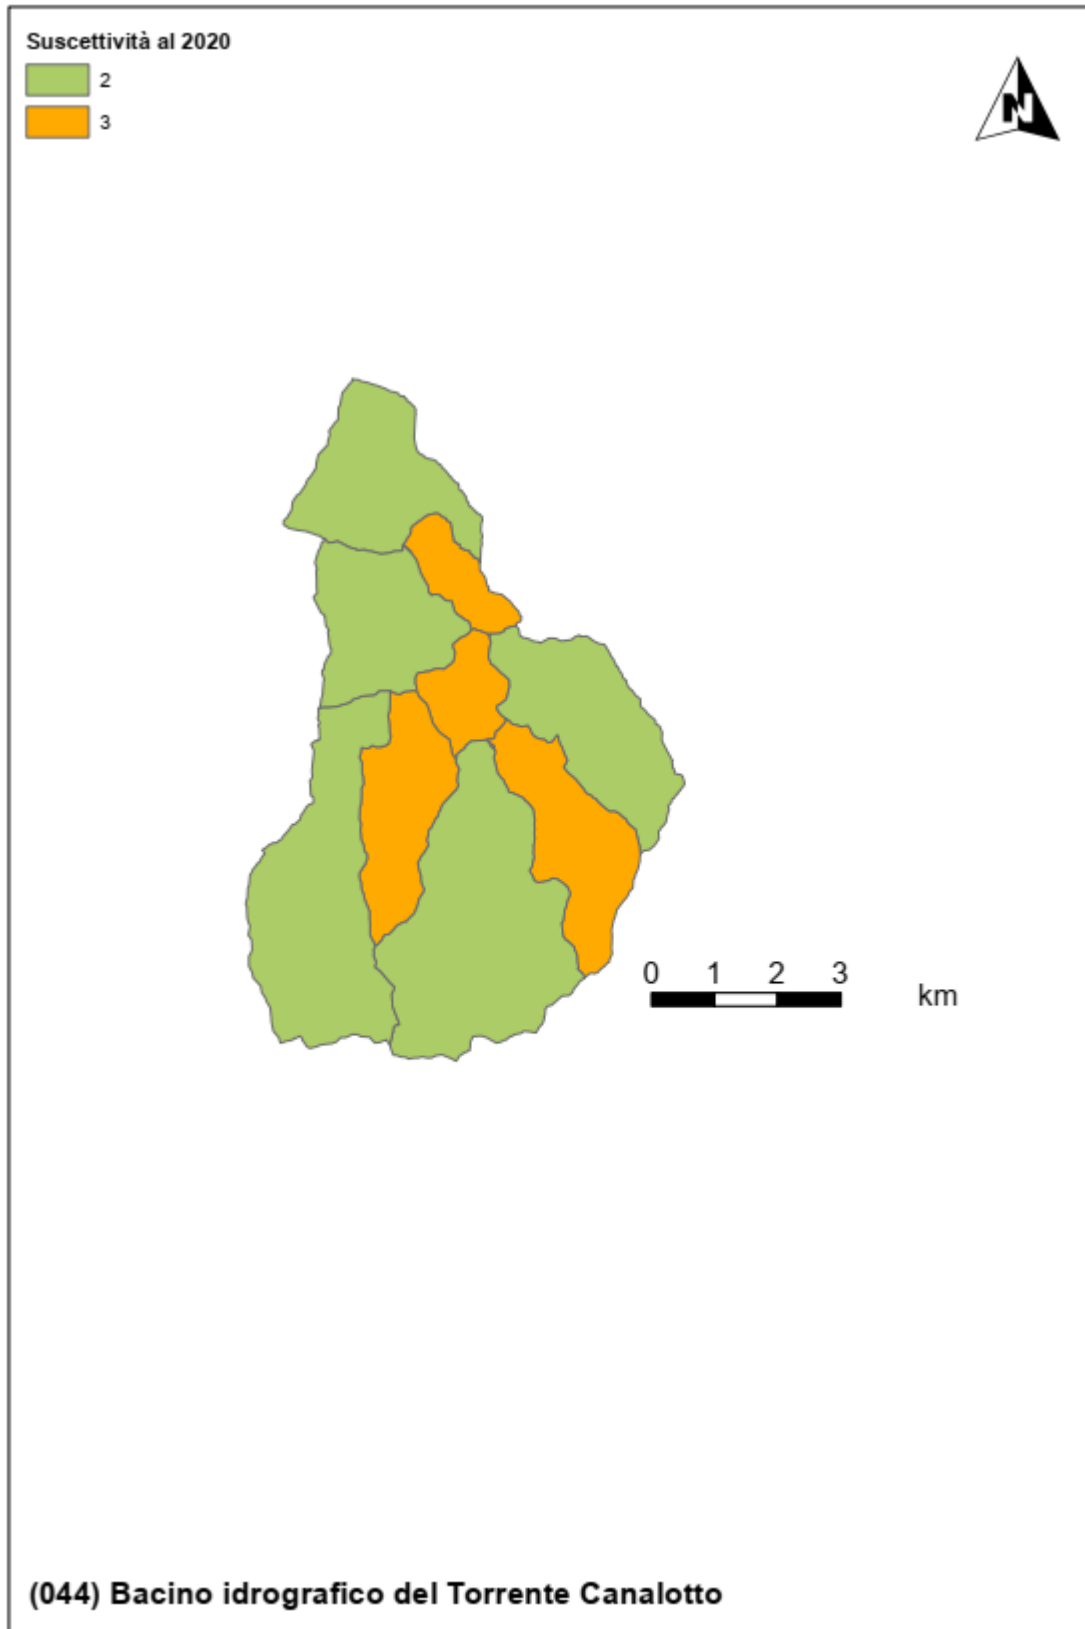 Suscettività al 2020
2
3
N
0 1 2 3
km
(044) Bacino idrografico del Torrente Canalotto